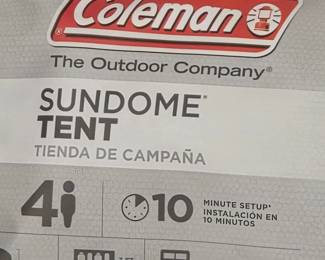 Coleman
The Outdoor Company®
SUNDOME®
TENT
TIENDA DE CAMPAÑA
4
10
MINUTE SETUP*
INSTALACIÓN EN
10 MINUTOS